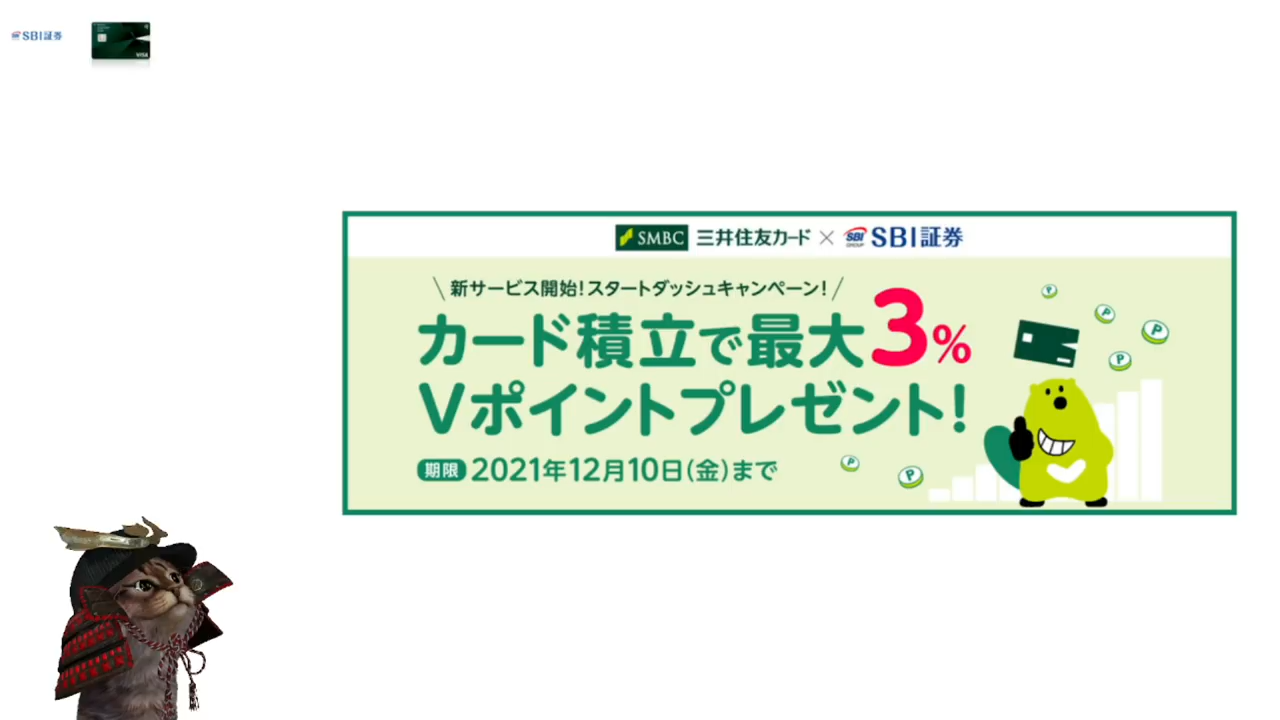 SBI証券
VISA
SMBC 三井住友カード × SBI GROUP SBI証券
\ 新サービス開始！スタートダッシュキャンペーン！/
カード積立で最大3%
Vポイントプレゼント！
期限 2021年12月10日(金)まで
P
P
P
P
P
P